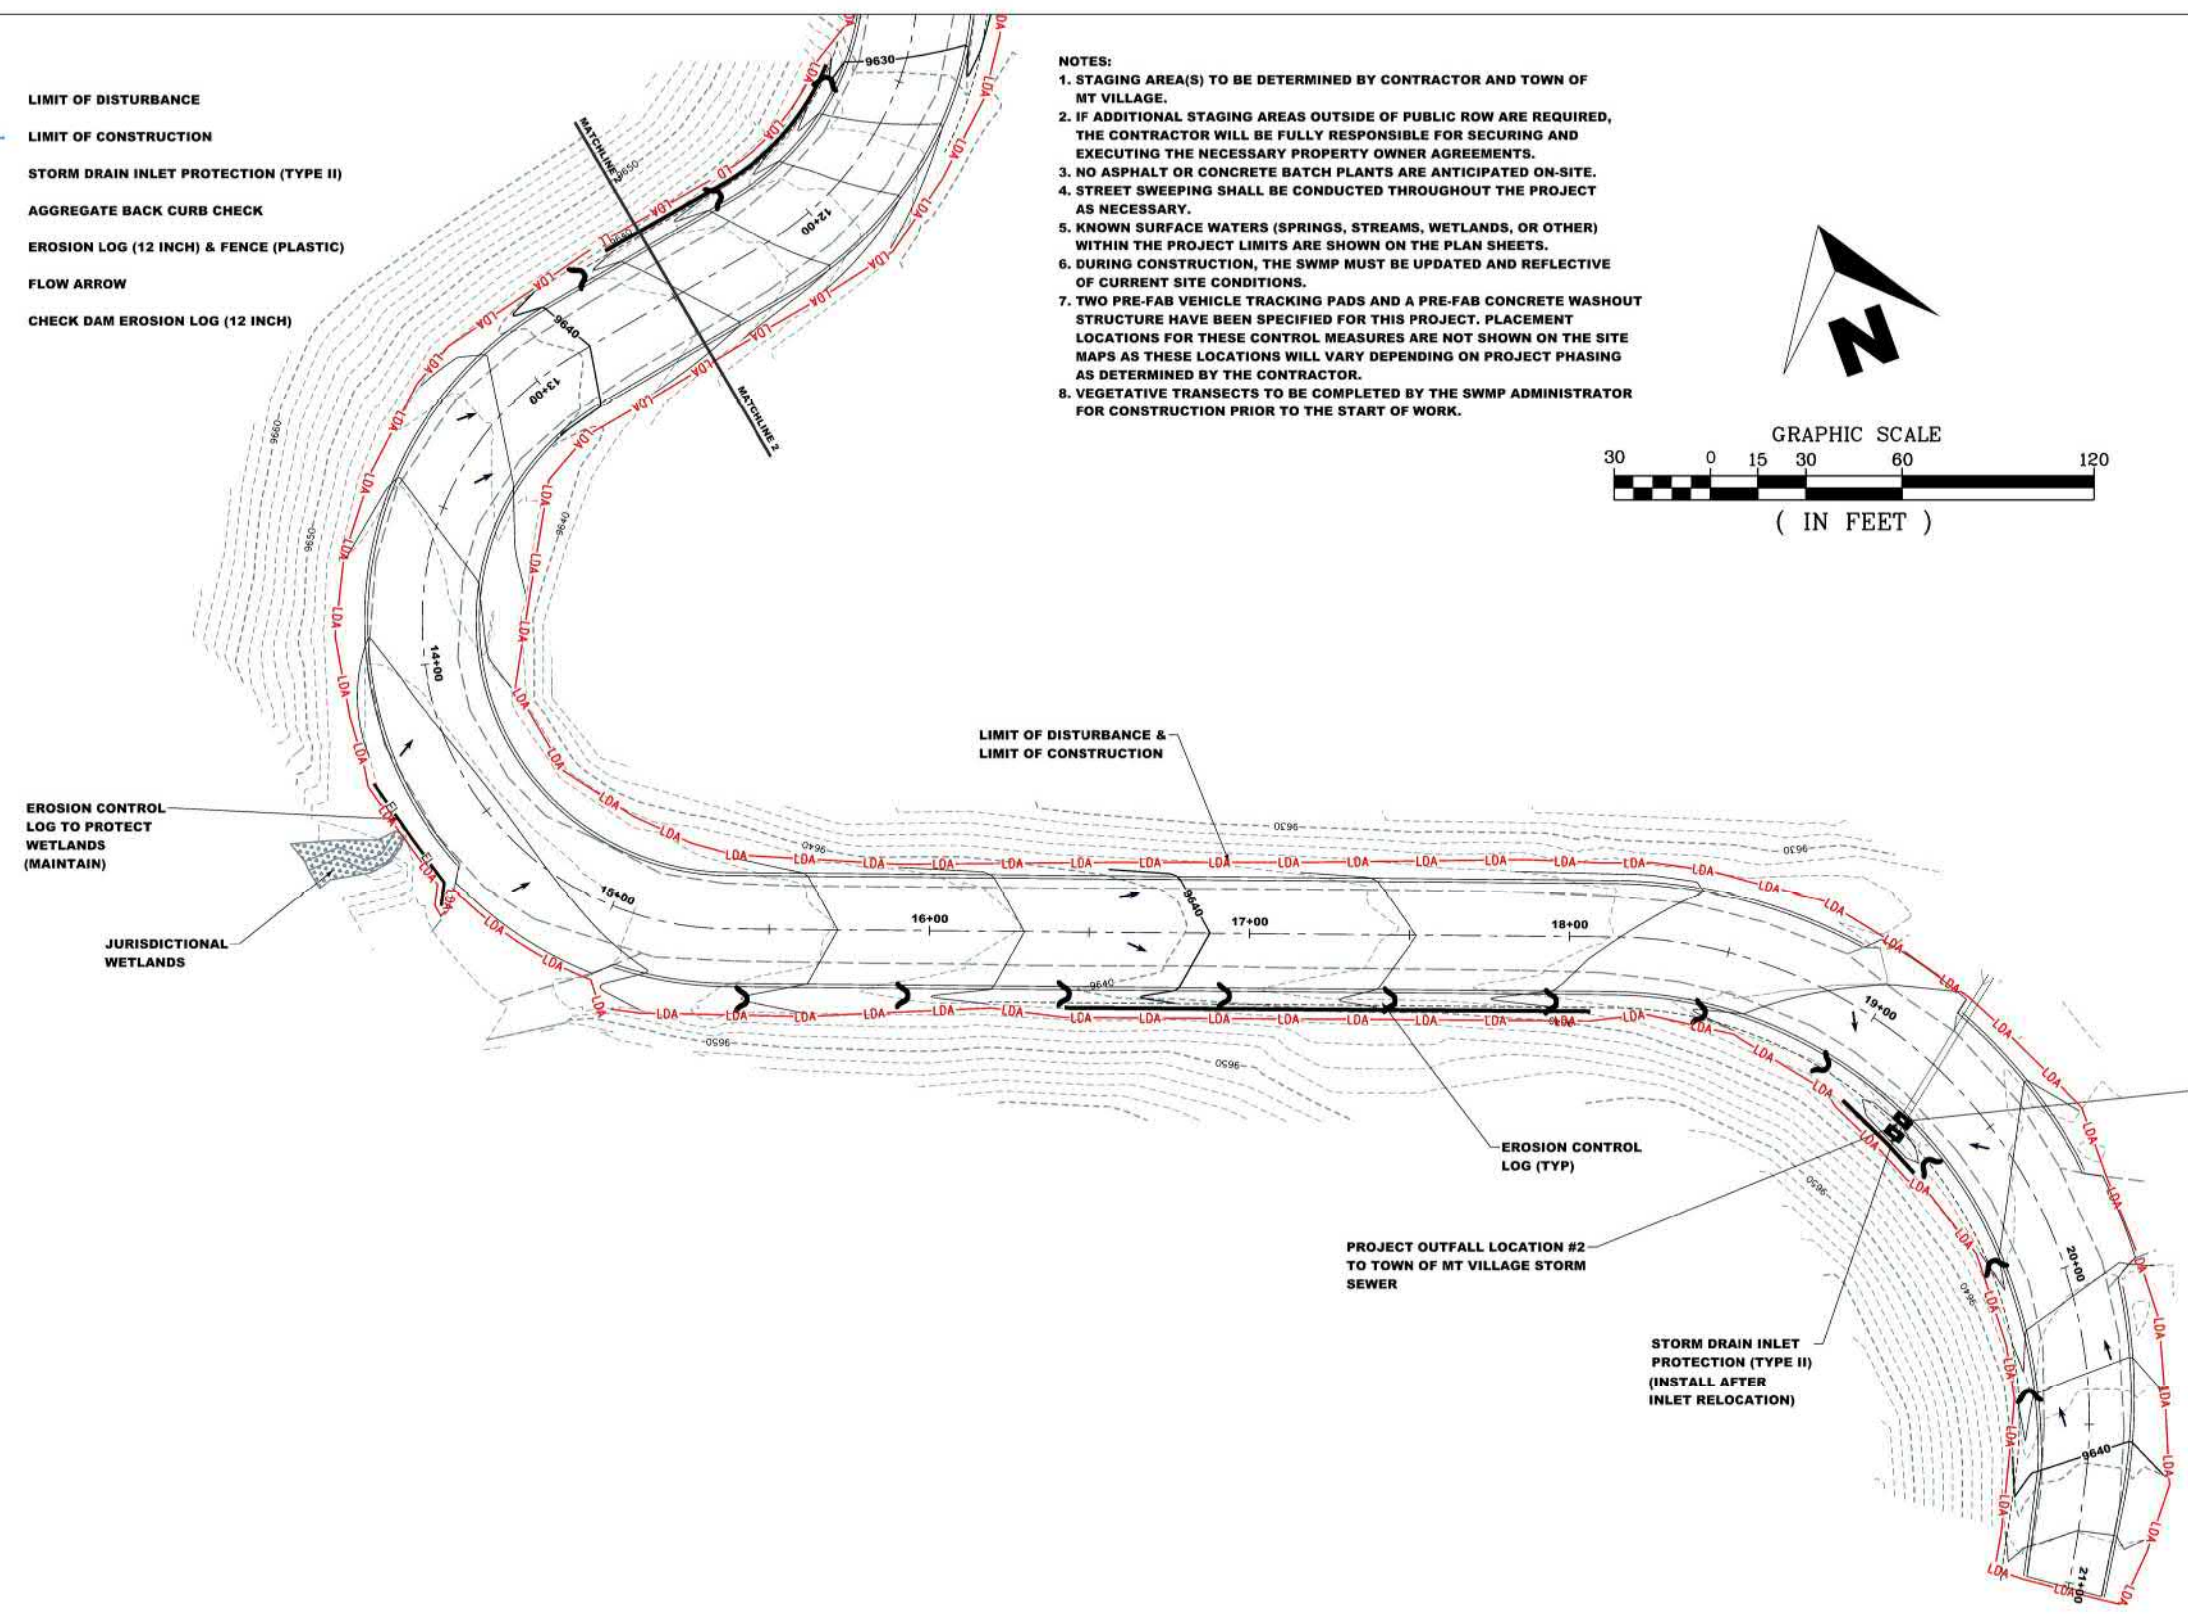 LIMIT OF DISTURBANCE
LIMIT OF CONSTRUCTION
STORM DRAIN INLET PROTECTION (TYPE II)
AGGREGATE BACK CURB CHECK
EROSION LOG (12 INCH) & FENCE (PLASTIC)
FLOW ARROW
CHECK DAM EROSION LOG (12 INCH)
NOTES:
1. STAGING AREA(S) TO BE DETERMINED BY CONTRACTOR AND TOWN OF
MT VILLAGE.
2. IF ADDITIONAL STAGING AREAS OUTSIDE OF PUBLIC ROW ARE REQUIRED,
THE CONTRACTOR WILL BE FULLY RESPONSIBLE FOR SECURING AND
EXECUTING THE NECESSARY PROPERTY OWNER AGREEMENTS.
3. NO ASPHALT OR CONCRETE BATCH PLANTS ARE ANTICIPATED ON-SITE.
4. STREET SWEEPING SHALL BE CONDUCTED THROUGHOUT THE PROJECT
AS NECESSARY.
5. KNOWN SURFACE WATERS (SPRINGS, STREAMS, WETLANDS, OR OTHER)
WITHIN THE PROJECT LIMITS ARE SHOWN ON THE PLAN SHEETS.
6. DURING CONSTRUCTION, THE SWMP MUST BE UPDATED AND REFLECTIVE
OF CURRENT SITE CONDITIONS.
7. TWO PRE-FAB VEHICLE TRACKING PADS AND A PRE-FAB CONCRETE WASHOUT
STRUCTURE HAVE BEEN SPECIFIED FOR THIS PROJECT. PLACEMENT
LOCATIONS FOR THESE CONTROL MEASURES ARE NOT SHOWN ON THE SITE
MAPS AS THESE LOCATIONS WILL VARY DEPENDING ON PROJECT PHASING
AS DETERMINED BY THE CONTRACTOR.
8. VEGETATIVE TRANSECTS TO BE COMPLETED BY THE SWMP ADMINISTRATOR
FOR CONSTRUCTION PRIOR TO THE START OF WORK.
N
GRAPHIC SCALE
30 0 15 30 60 120
( IN FEET )
9630
MATCHLINE 2
9650
12+00
9640
9640
MATCHLINE 2
13+00
9660
9650
9640
14+00
LIMIT OF DISTURBANCE &
LIMIT OF CONSTRUCTION
EROSION CONTROL
LOG TO PROTECT
WETLANDS
(MAINTAIN)
JURISDICTIONAL
WETLANDS
9630
9640
9630
15+00
16+00
9640
17+00
18+00
9640
19+00
9650
9650
EROSION CONTROL
LOG (TYP)
9650
PROJECT OUTFALL LOCATION #2
TO TOWN OF MT VILLAGE STORM
SEWER
20+00
9640
STORM DRAIN INLET
PROTECTION (TYPE II)
(INSTALL AFTER
INLET RELOCATION)
9640
21+00
LDA